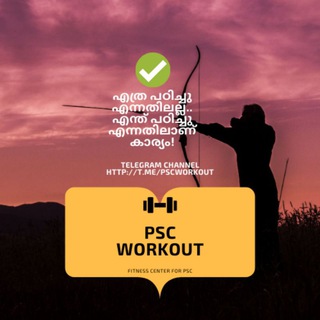 എത്ര പഠിച്ചു
എന്നതിലല്ല..
എന്ത് പഠിച്ചു
എന്നതിലാണ്
കാര്യം!
TELEGRAM CHANNEL
HTTP://T.ME/PSCWORKOUT
PSC
WORKOUT
FITNESS CENTER FOR PSC